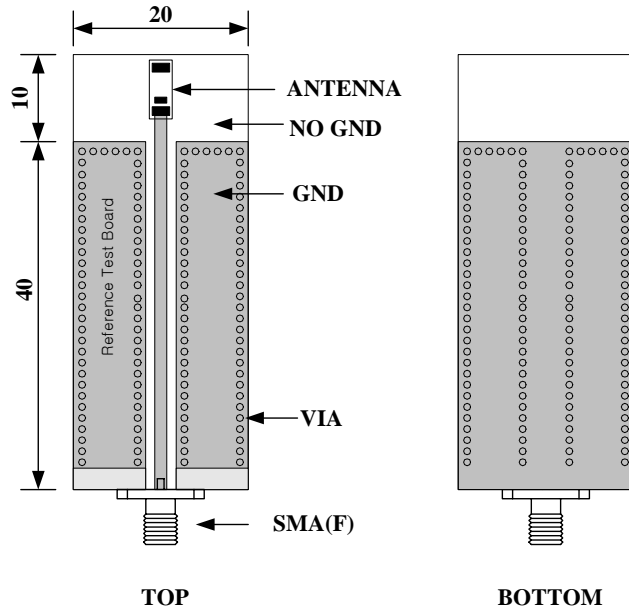 20
10
ANTENNA
NO GND
GND
40
Reference Test Board
VIA
SMA(F)
TOP
BOTTOM